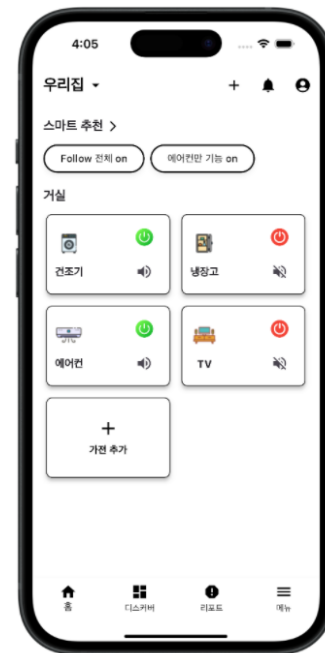 4:05
우리집
스마트 추천 >
Follow 전체 on
에어컨만 기능 on
거실
건조기
냉장고
에어컨
TV
가전 추가
홈
디스커버
리포트
메뉴